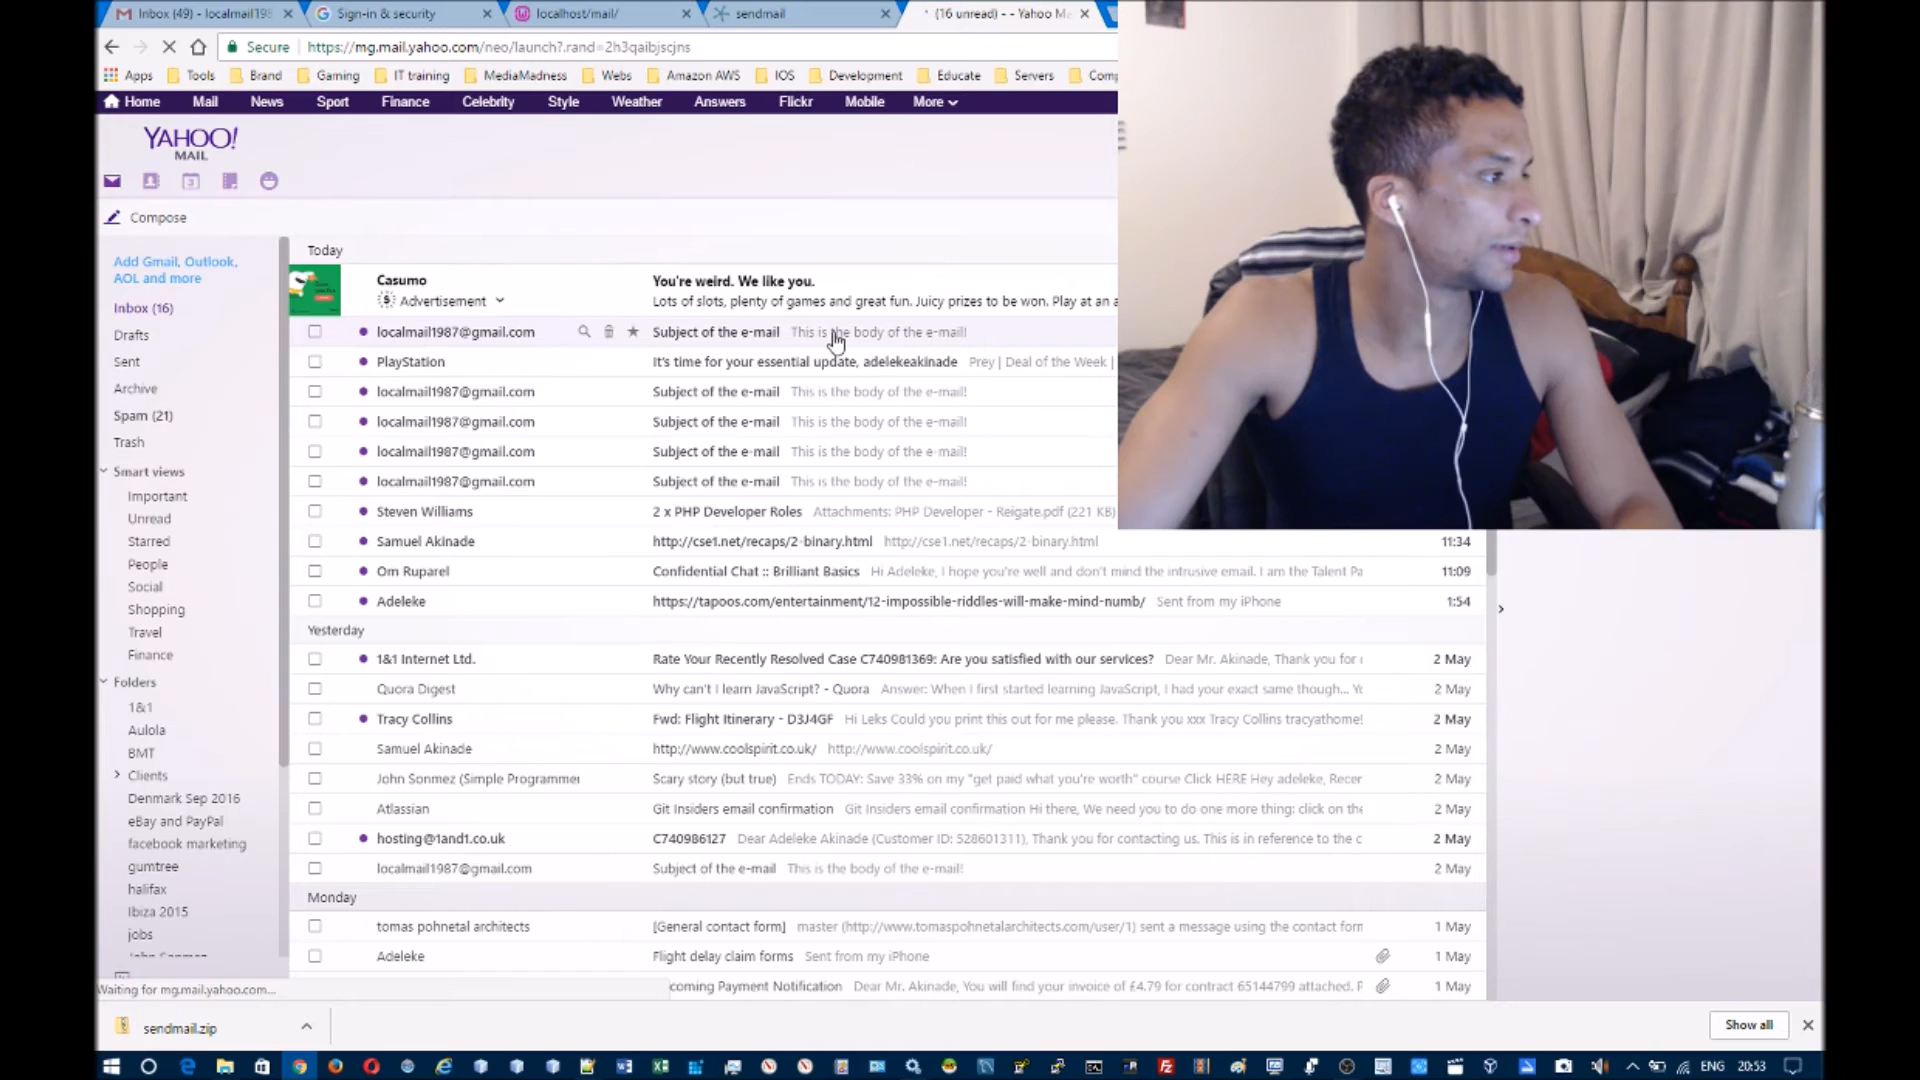 Inbox (49) - localmail198
Sign-in & security
localhost/mail/
sendmail
(16 unread) - - Yahoo Ma
Secure
https://mg.mail.yahoo.com/neo/launch?.rand=2h3qaibjscjns
Apps Tools Brand Gaming IT training MediaMadness Webs Amazon AWS IOS Development Educate Servers Comp
Home Mail News Sport Finance Celebrity Style Weather Answers Flickr Mobile More
YAHOO!
MAIL
Compose
Add Gmail, Outlook,
AOL and more
Inbox (16)
Drafts
Sent
Archive
Spam (21)
Trash
Smart views
Important
Unread
Starred
People
Social
Shopping
Travel
Finance
Folders
1&1
Aulola
BMT
Clients
Denmark Sep 2016
eBay and PayPal
facebook marketing
gumtree
halifax
Ibiza 2015
jobs
John Sonmez
Today
Casumo You're weird. We like you.
Advertisement Lots of slots, plenty of games and great fun. Juicy prizes to be won. Play at an a
localmail1987@gmail.com Subject of the e-mail This is the body of the e-mail!
PlayStation It's time for your essential update, adelekeakinade Prey | Deal of the Week |
localmail1987@gmail.com Subject of the e-mail This is the body of the e-mail!
localmail1987@gmail.com Subject of the e-mail This is the body of the e-mail!
localmail1987@gmail.com Subject of the e-mail This is the body of the e-mail!
localmail1987@gmail.com Subject of the e-mail This is the body of the e-mail!
Steven Williams 2 x PHP Developer Roles Attachments: PHP Developer - Reigate.pdf (221 KB)
Samuel Akinade http://cse1.net/recaps/2-binary.html http://cse1.net/recaps/2-binary.html 11:34
Om Ruparel Confidential Chat :: Brilliant Basics Hi Adeleke, I hope you're well and don't mind the intrusive email. I am the Talent Pa 11:09
Adeleke https://tapoos.com/entertainment/12-impossible-riddles-will-make-mind-numb/ Sent from my iPhone 1:54
Yesterday
1&1 Internet Ltd. Rate Your Recently Resolved Case C740981369: Are you satisfied with our services? Dear Mr. Akinade, Thank you for 2 May
Quora Digest Why can't I learn JavaScript? - Quora Answer: When I first started learning JavaScript, I had your exact same though... 2 May
Tracy Collins Fwd: Flight Itinerary - D3J4GF Hi Leks Could you print this out for me please. Thank you xxx Tracy Collins tracyathome! 2 May
Samuel Akinade http://www.coolspirit.co.uk/ http://www.coolspirit.co.uk/ 2 May
John Sonmez (Simple Programmer Scary story (but true) Ends TODAY: Save 33% on my "get paid what you're worth" course Click HERE Hey adeleke, Recer 2 May
Atlassian Git Insiders email confirmation Git Insiders email confirmation Hi there, We need you to do one more thing: click on the 2 May
hosting@1and1.co.uk C740986127 Dear Adeleke Akinade (Customer ID: 528601311), Thank you for contacting us. This is in reference to the c 2 May
localmail1987@gmail.com Subject of the e-mail This is the body of the e-mail! 2 May
Monday
tomas pohnetal architects [General contact form] master (http://www.tomaspohnetalarchitects.com/user/1) sent a message using the contact form 1 May
Adeleke Flight delay claim forms Sent from my iPhone 1 May
coming Payment Notification Dear Mr. Akinade, You will find your invoice of £4.79 for contract 65144799 attached. F 1 May
Waiting for mg.mail.yahoo.com...
sendmail.zip
Show all
ENG 20:53